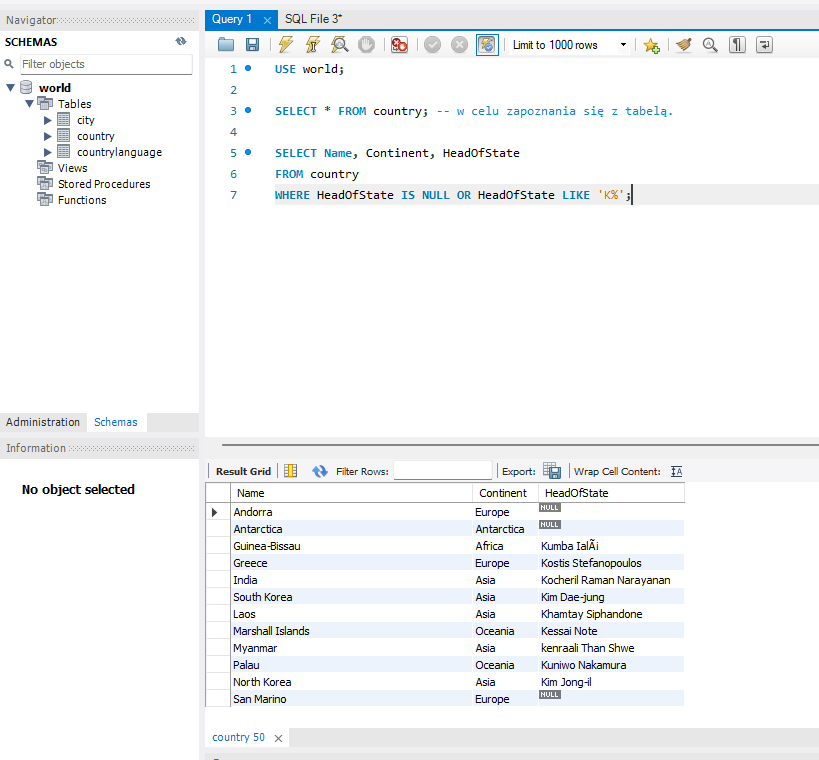 Navigator
SCHEMAS
Filter objects
world
Tables
city
country
countrylanguage
Views
Stored Procedures
Functions
Administration Schemas
Information
No object selected
Query 1 SQL File 3*
Limit to 1000 rows
1 USE world;
2
3 SELECT * FROM country; -- w celu zapoznania się z tabelą.
4
5 SELECT Name, Continent, HeadOfState
6 FROM country
7 WHERE HeadOfState IS NULL OR HeadOfState LIKE 'K%';
Result Grid Filter Rows: Export: Wrap Cell Content: IA
Name Continent HeadOfState
Andorra Europe NULL
Antarctica Antarctica NULL
Guinea-Bissau Africa Kumba IalÃi
Greece Europe Kostis Stefanopoulos
India Asia Kocheril Raman Narayanan
South Korea Asia Kim Dae-jung
Laos Asia Khamtay Siphandone
Marshall Islands Oceania Kessai Note
Myanmar Asia kenraali Than Shwe
Palau Oceania Kuniwo Nakamura
North Korea Asia Kim Jong-il
San Marino Europe NULL
country 50